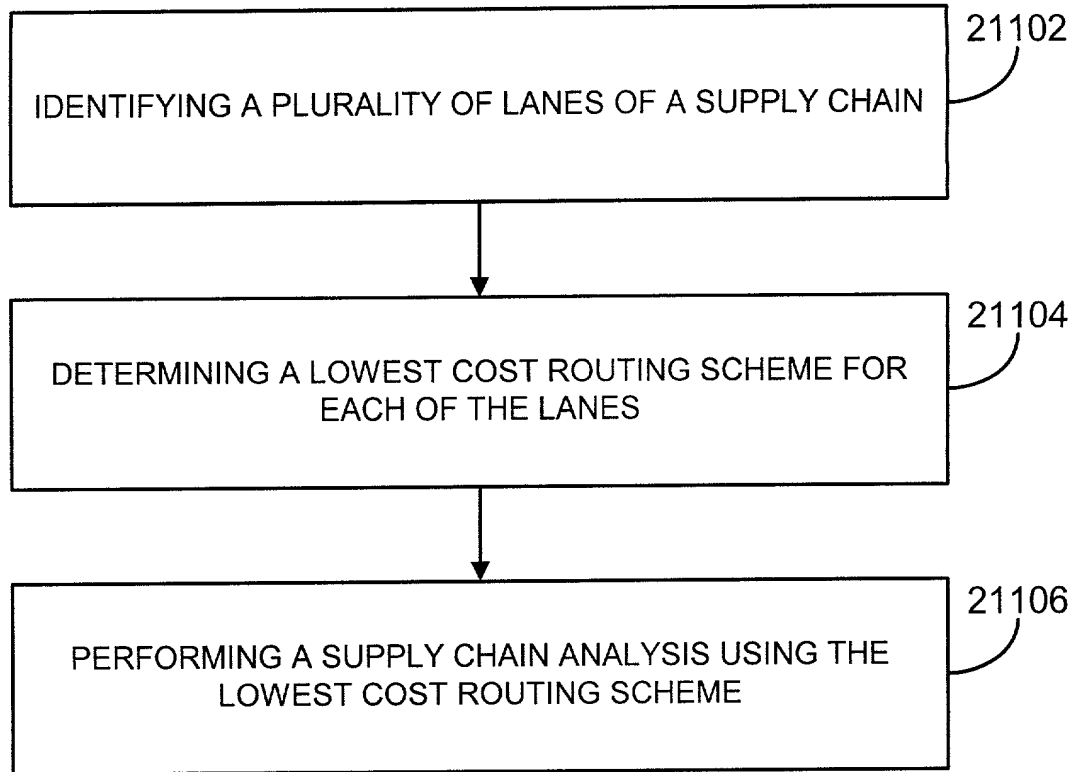 21102
IDENTIFYING A PLURALITY OF LANES OF A SUPPLY CHAIN
21104
DETERMINING A LOWEST COST ROUTING SCHEME FOR
EACH OF THE LANES
21106
PERFORMING A SUPPLY CHAIN ANALYSIS USING THE
LOWEST COST ROUTING SCHEME